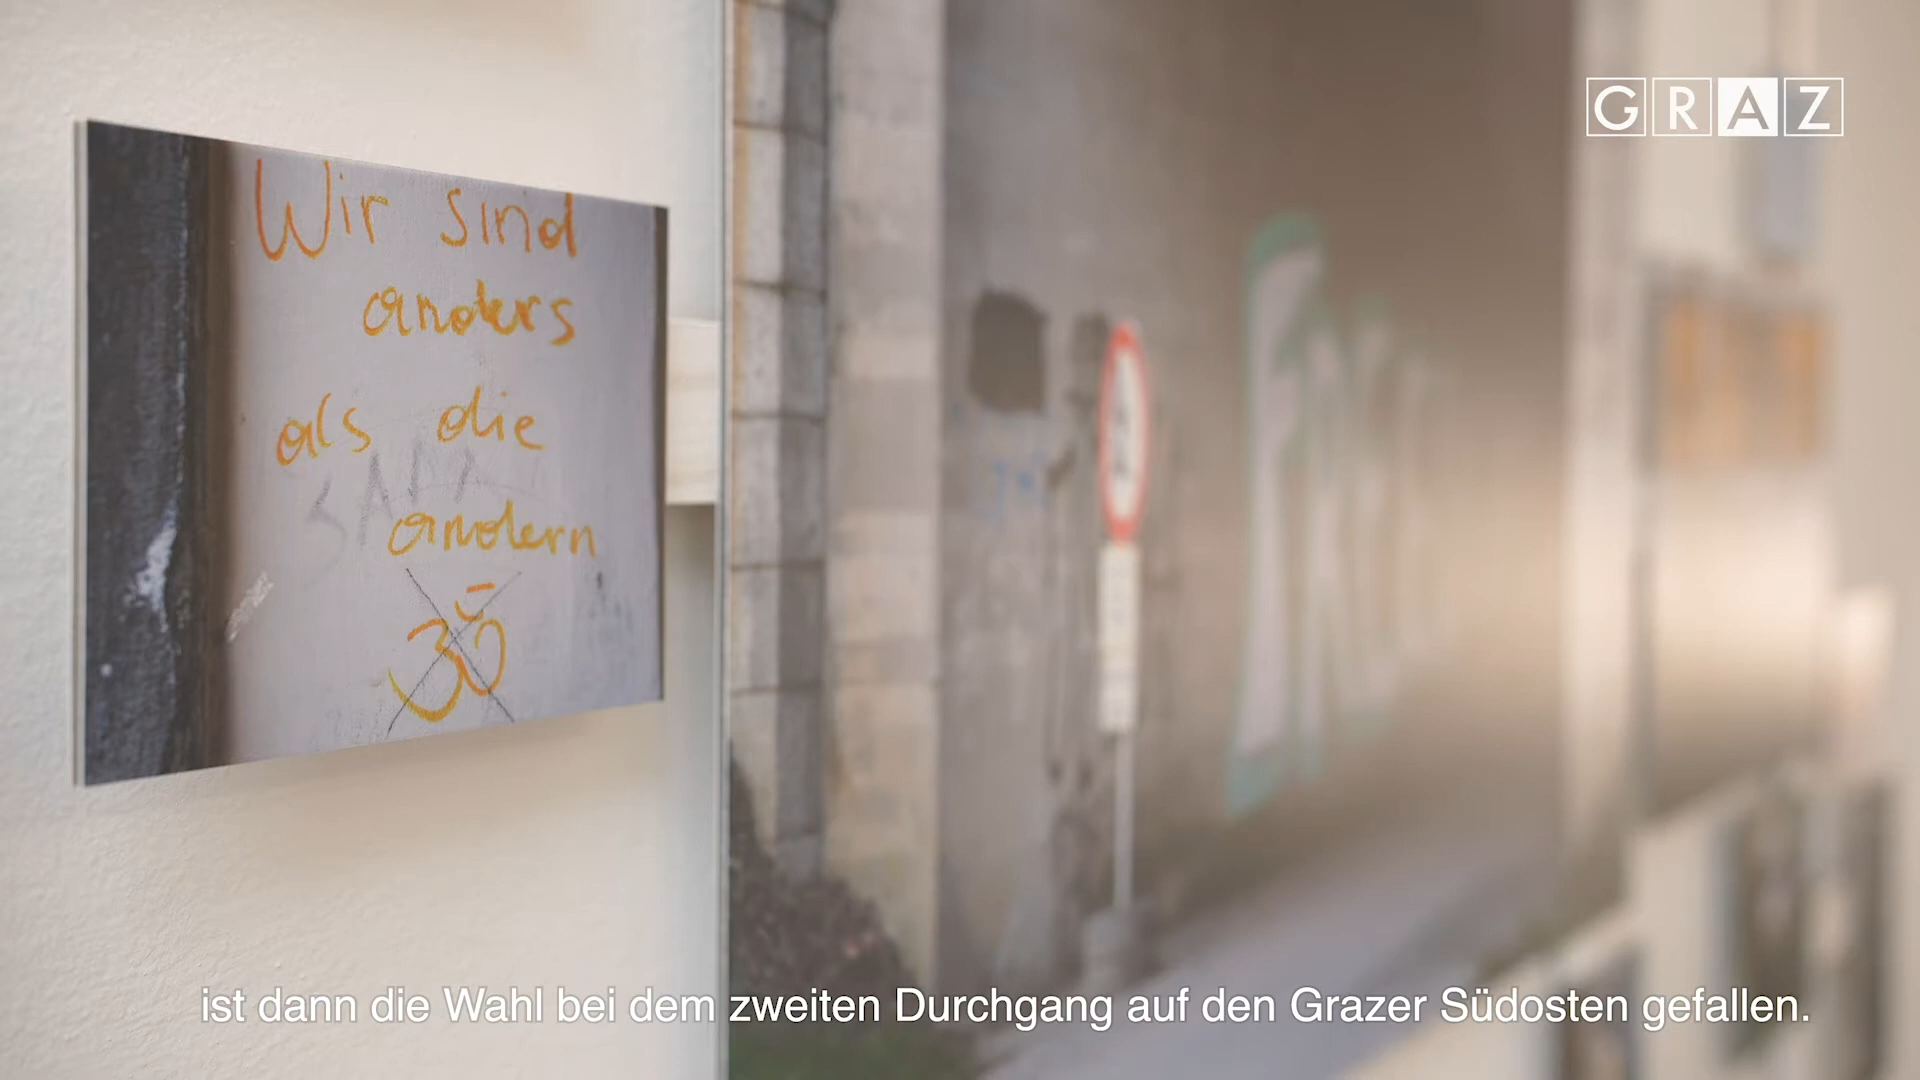 GRAZ
Wir sind
anders
als die
andern
ist dann die Wahl bei dem zweiten Durchgang auf den Grazer Südosten gefallen.